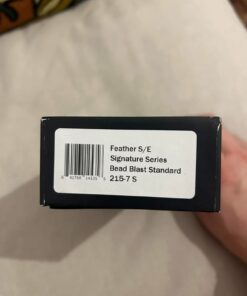 Feather S/E
Signature Series
Bead Blast Standard
215-7 S